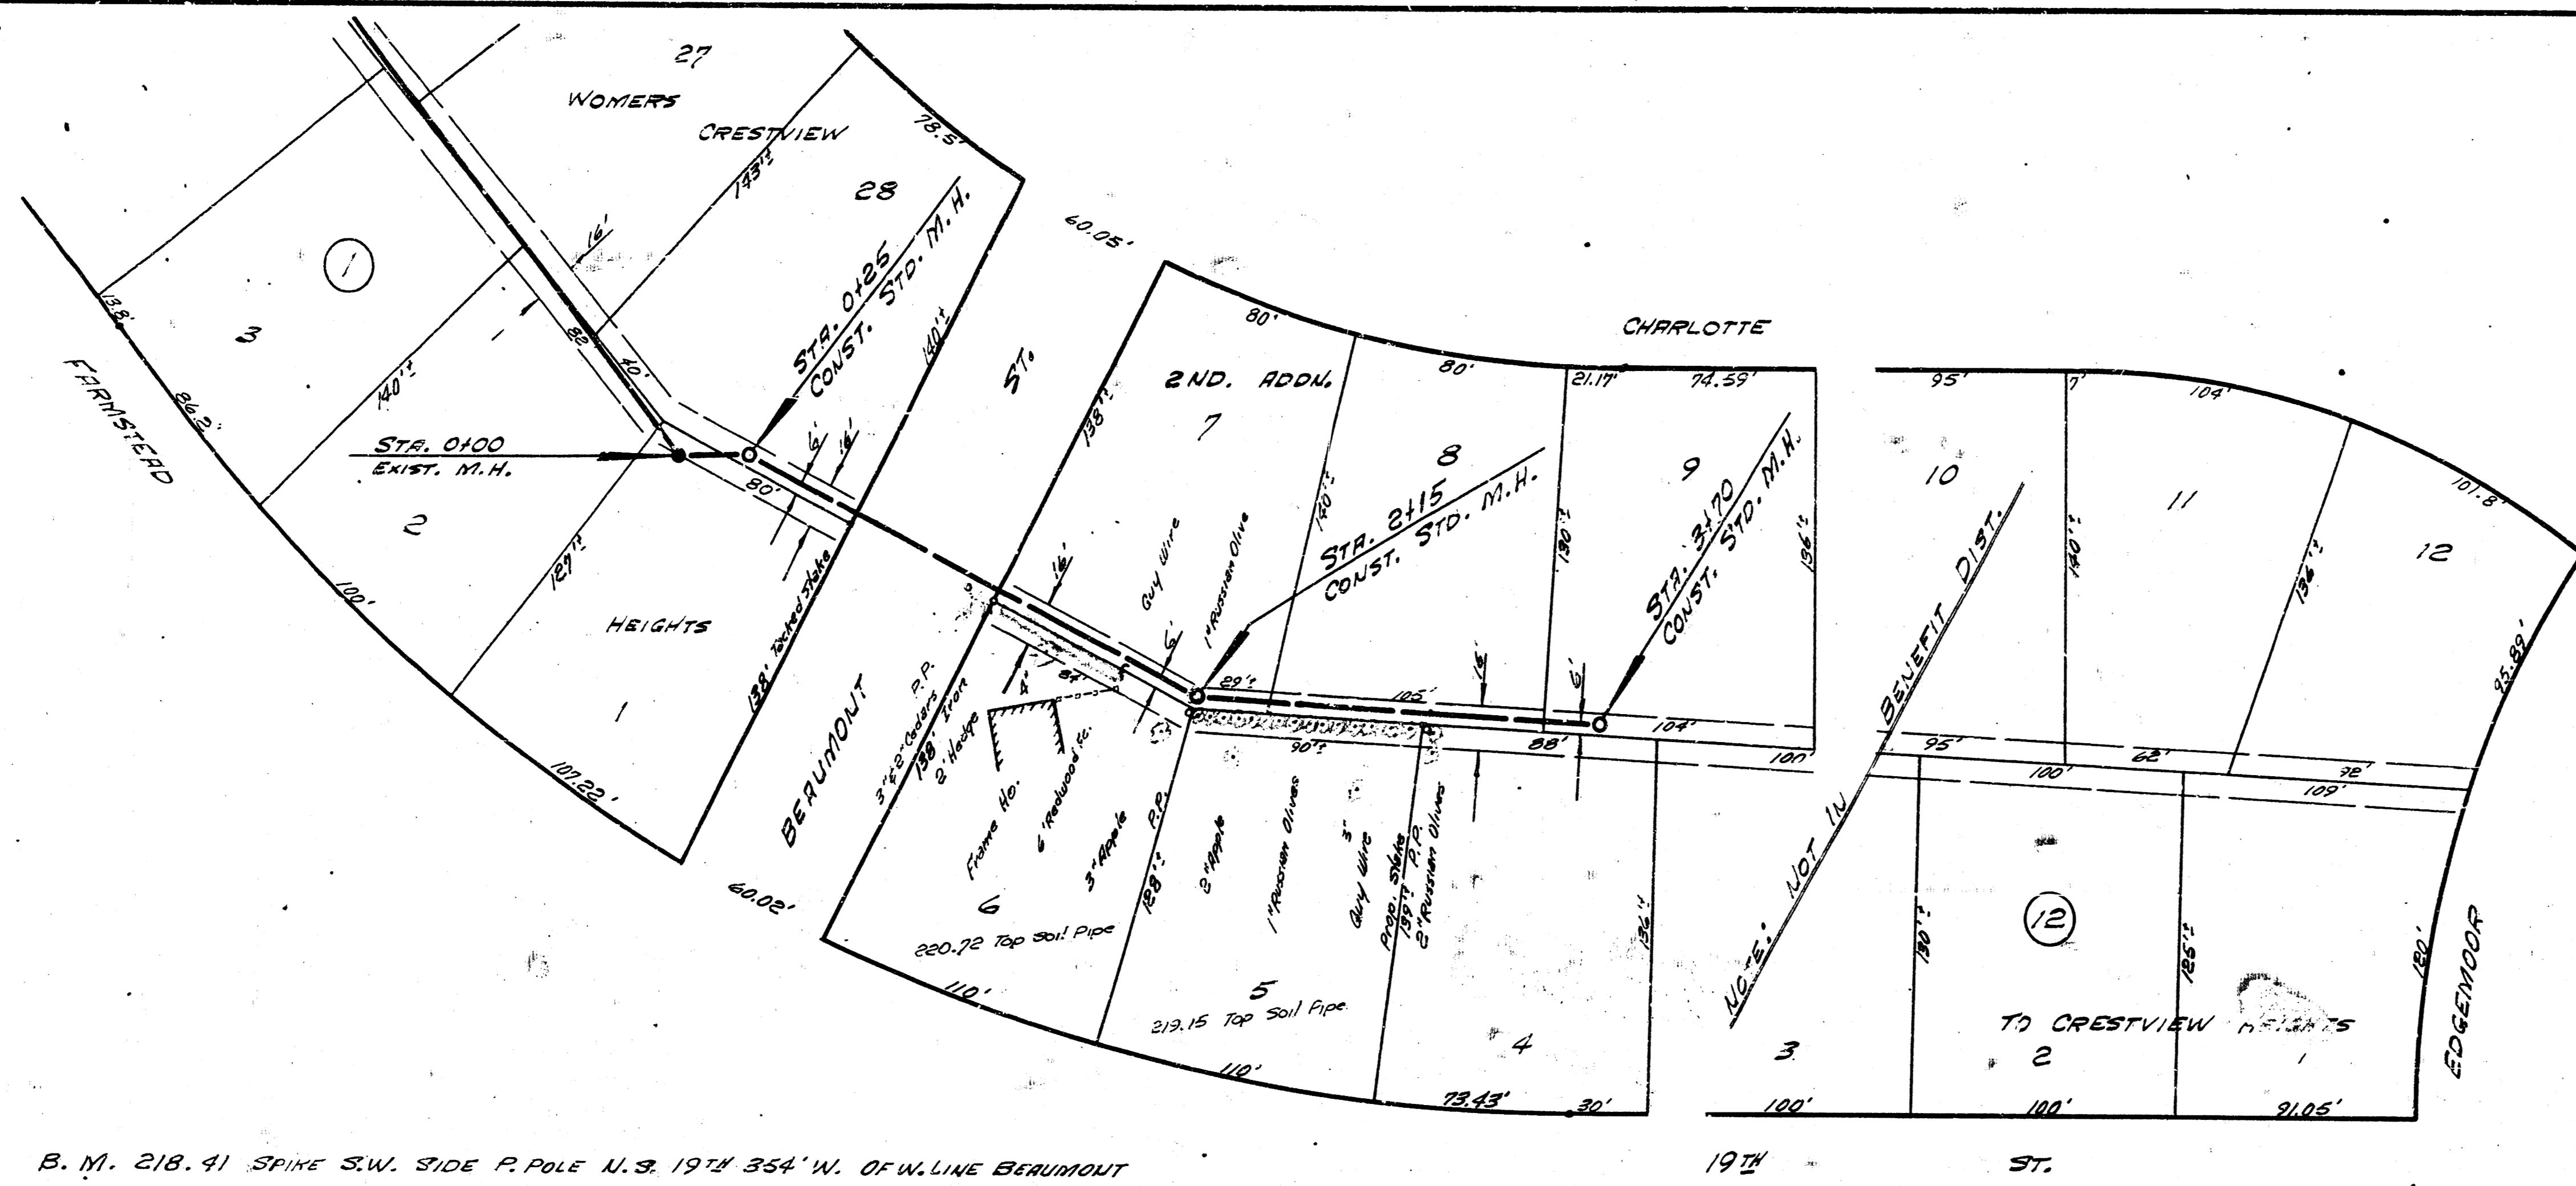 27
WOMERS
CRESTVIEW
78.5'
143'±
28
16'
STA. 0+25
CONST. STD. M.H.
140'±
1
3
13.8'
86.2'
FARMSTEAD
140'±
82'
40'
STA. 0+00
EXIST. M.H.
80'
6'
16'
2
100'
127'±
HEIGHTS
1
107.22'
138' Tacked Stake
60.05'
ST.
BEAUMONT
60.02'
80'
CHARLOTTE
2ND. ADDN.
7
138'±
140'±
80'
8
21.17'
74.59'
9
130'±
136'±
STA. 2+15
CONST. STD. M.H.
STA. 3+70
CONST. STD. M.H.
Guy Wire
1" Russian Olive
16'
6'
4"
87'
29'±
105'
16'
6'
104'
90'±
88'
100'
P.P.
3" & 2" Cedars
138' Iron
2' Hedge
Frame Ho.
6' Redwood Fc.
3" Apple
P.P.
128'±
2" Apple
1" Russian Olives
3"
Guy Wire
Prop. Stake
139'± P.P.
2" Russian Olives
136'±
6
220.72 Top Soil Pipe
110'
5
219.15 Top Soil Pipe
110'
4
73.43'
30'
95'
7'
104'
101.8'
10
11
12
140'±
136'±
95.89'
NOTE: NOT IN BENEFIT DIST.
95'
62'
92'
100'
109'
130'±
12
125'±
120'
EDGEMOOR
TO CRESTVIEW HEIGHTS
3
2
1
100'
100'
91.05'
B.M. 218.41 SPIKE S.W. SIDE P. POLE N.S. 19TH 354' W. OF W. LINE BEAUMONT
19TH ST.